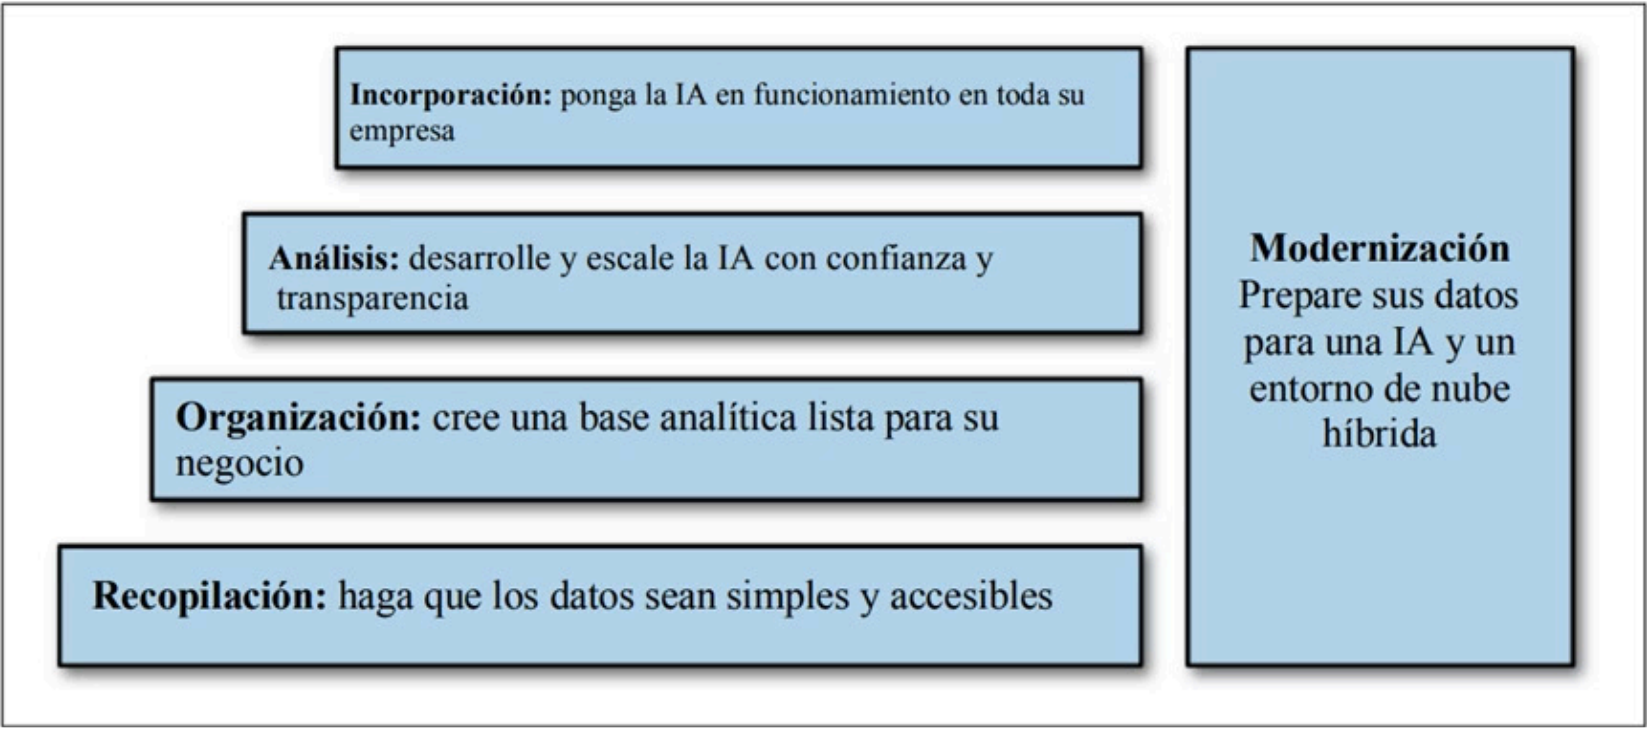 Incorporación: ponga la IA en funcionamiento en toda su
empresa
Análisis: desarrolle y escale la IA con confianza y
transparencia
Organización: cree una base analítica lista para su
negocio
Recopilación: haga que los datos sean simples y accesibles
Modernización
Prepare sus datos
para una IA y un
entorno de nube
híbrida